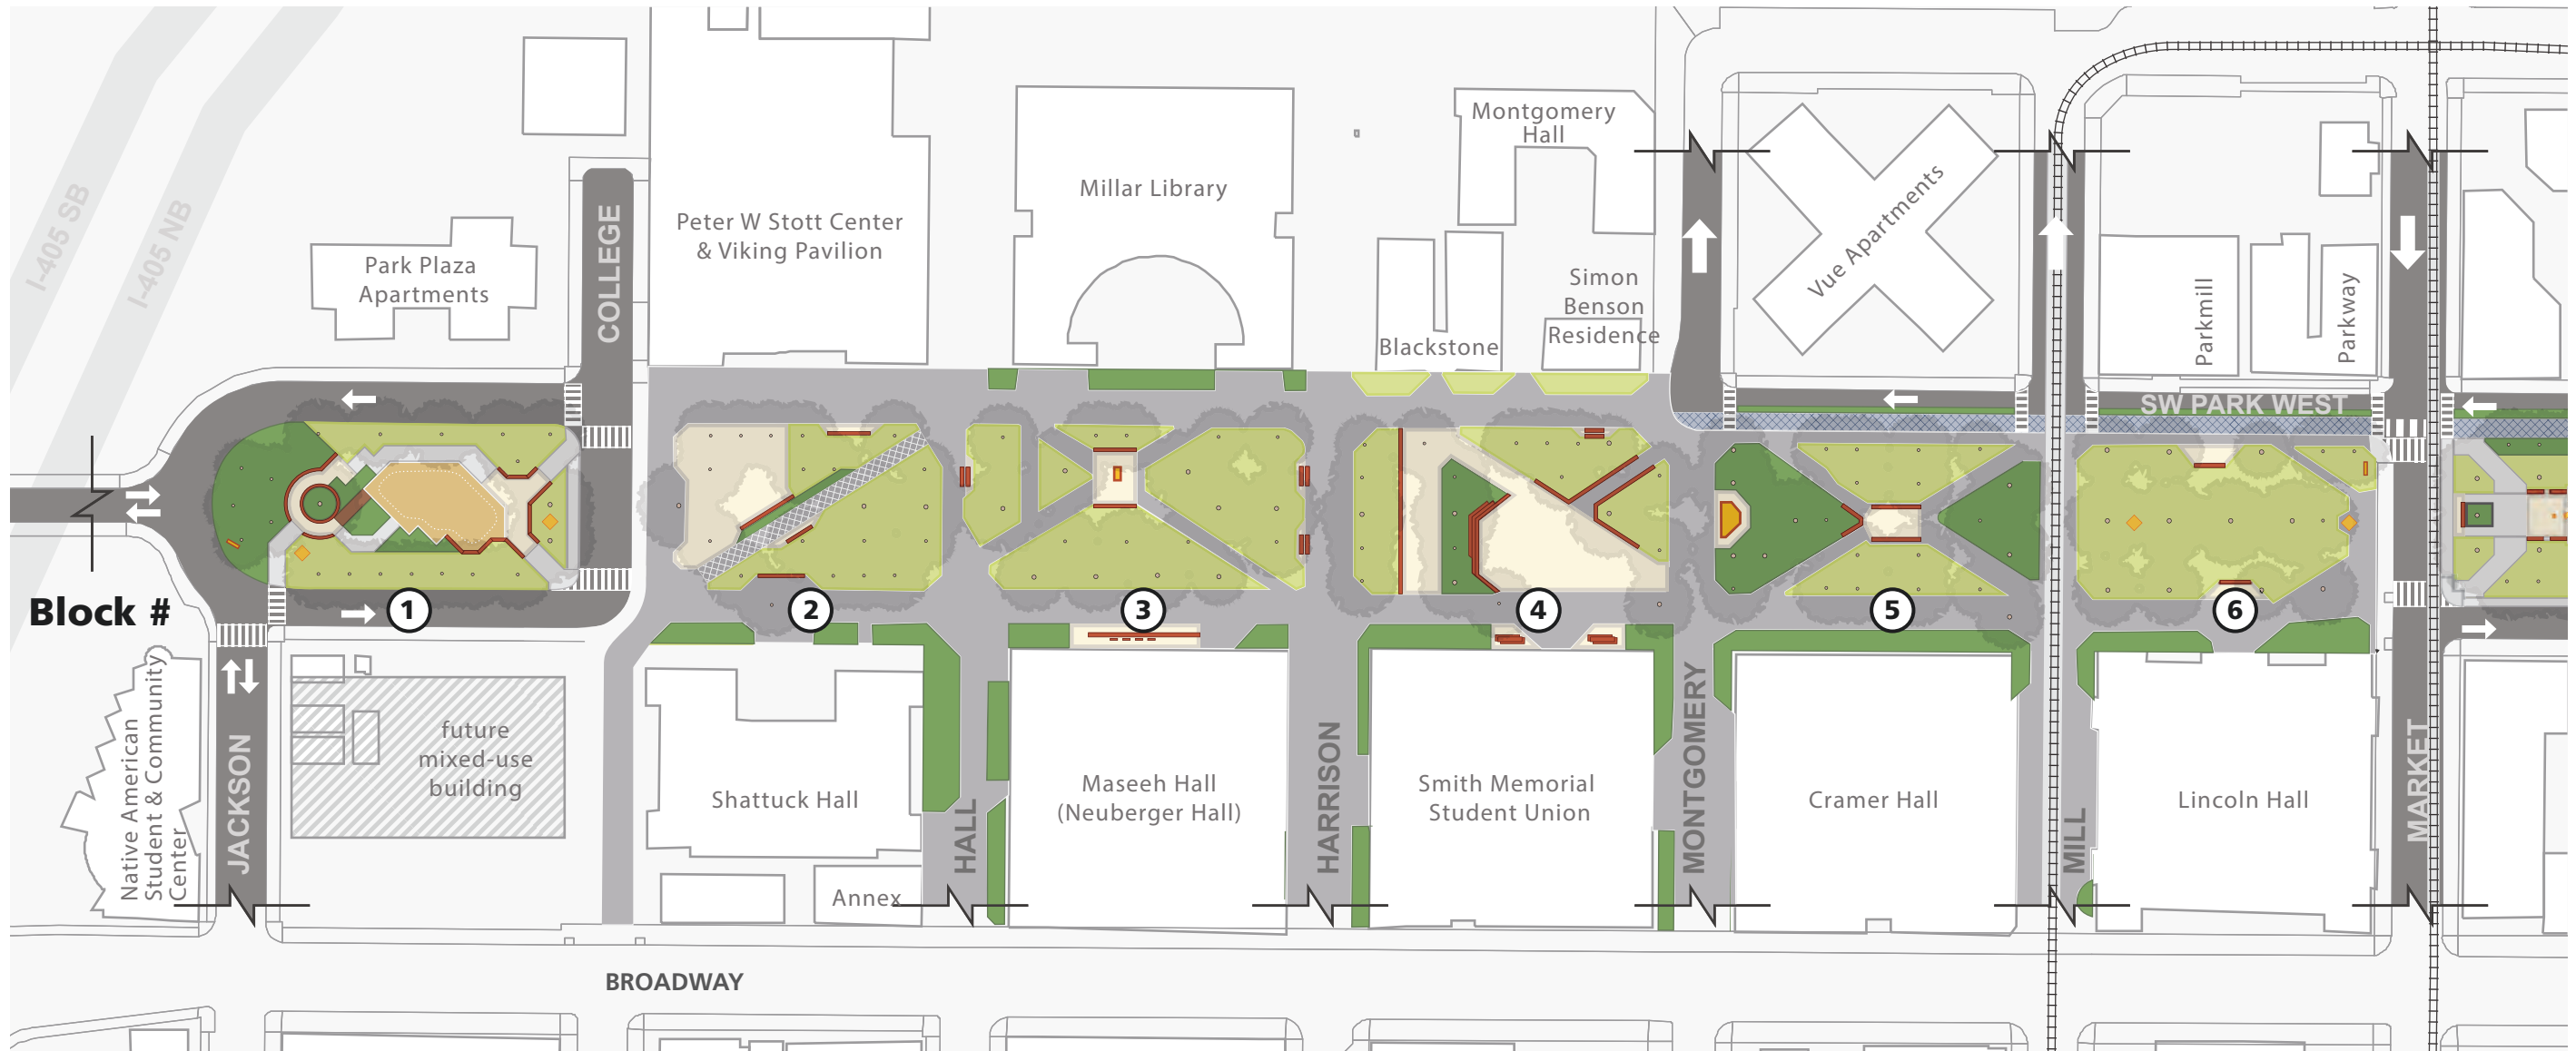 I-405 SB
I-405 NB
Park Plaza
Apartments
COLLEGE
Peter W Stott Center
& Viking Pavilion
Millar Library
Montgomery
Hall
Blackstone
Simon
Benson
Residence
Vue Apartments
Parkmill
Parkway
SW PARK WEST
Block #
1
2
3
4
5
6
Native American
Student & Community
Center
JACKSON
future
mixed-use
building
Shattuck Hall
Annex
HALL
Maseeh Hall
(Neuberger Hall)
HARRISON
Smith Memorial
Student Union
MONTGOMERY
Cramer Hall
MILL
Lincoln Hall
MARKET
BROADWAY